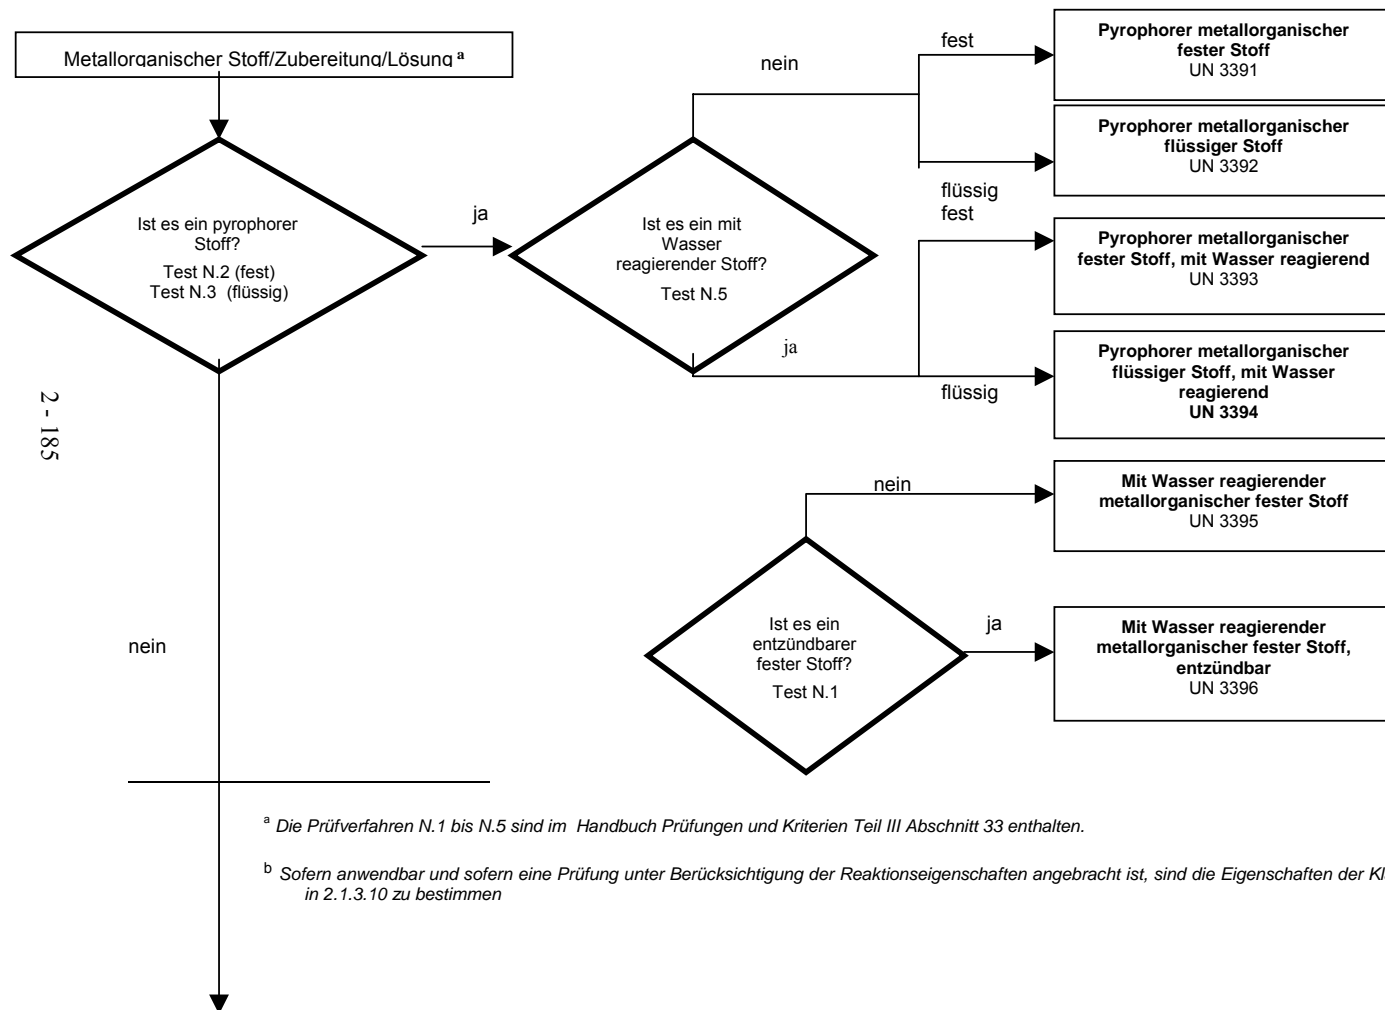 Metallorganischer Stoff/Zubereitung/Lösung a
nein
fest
Pyrophorer metallorganischer
fester Stoff
UN 3391
Pyrophorer metallorganischer
flüssiger Stoff
UN 3392
Ist es ein pyrophorer
Stoff?
Test N.2 (fest)
Test N.3 (flüssig)
ja
Ist es ein mit
Wasser
reagierender Stoff?
Test N.5
flüssig
fest
Pyrophorer metallorganischer
fester Stoff, mit Wasser reagierend
UN 3393
ja
flüssig
Pyrophorer metallorganischer
flüssiger Stoff, mit Wasser
reagierend
UN 3394
2 - 185
nein
Mit Wasser reagierender
metallorganischer fester Stoff
UN 3395
Ist es ein
entzündbarer
fester Stoff?
Test N.1
ja
Mit Wasser reagierender
metallorganischer fester Stoff,
entzündbar
UN 3396
nein
a Die Prüfverfahren N.1 bis N.5 sind im Handbuch Prüfungen und Kriterien Teil III Abschnitt 33 enthalten.
b Sofern anwendbar und sofern eine Prüfung unter Berücksichtigung der Reaktionseigenschaften angebracht ist, sind die Eigenschaften der
in 2.1.3.10 zu bestimmen